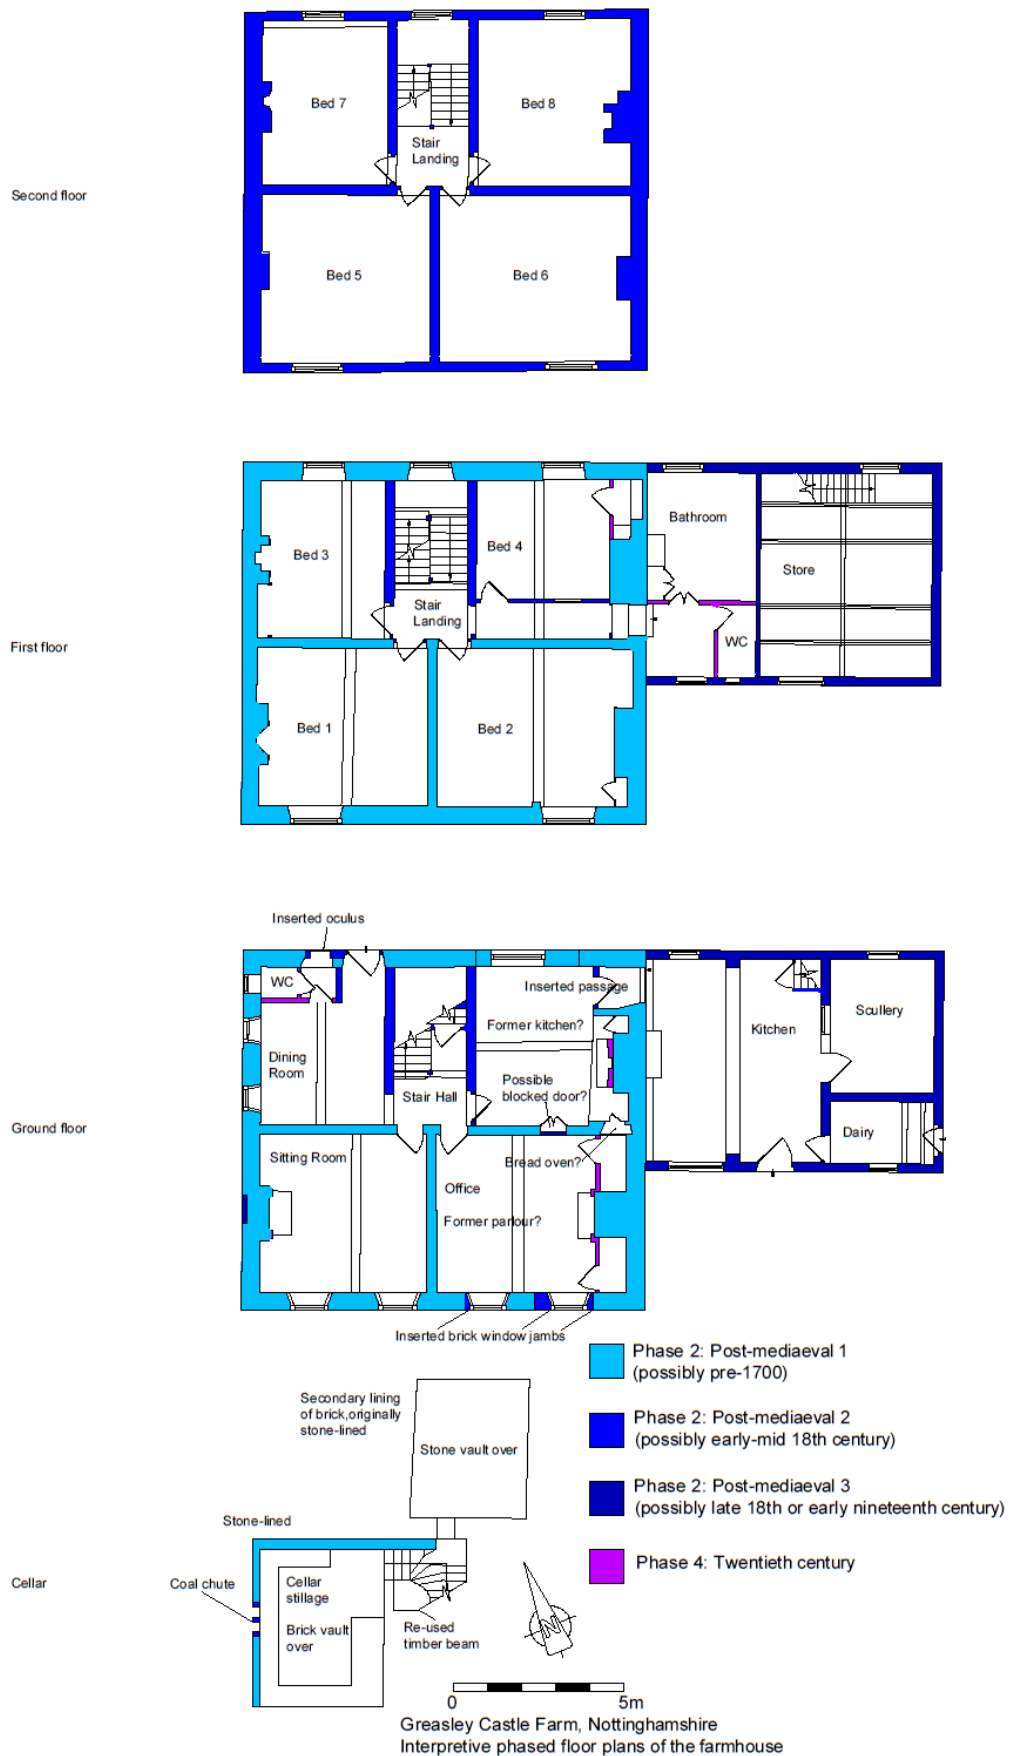 Bed 7
Bed 8
Stair
Landing
Second floor
Bed 5
Bed 6
Bathroom
Bed 3
Bed 4
Store
Stair
Landing
WC
First floor
Bed 1
Bed 2
Inserted oculus
WC
Inserted passage
Former kitchen?
Kitchen
Scullery
Dining
Room
Possible
blocked door?
Stair Hall
Ground floor
Dairy
Sitting Room
Bread oven?
Office
Former parlour?
Inserted brick window jambs
Phase 2: Post-mediaeval 1
(possibly pre-1700)
Secondary lining
of brick,originally
stone-lined
Phase 2: Post-mediaeval 2
(possibly early-mid 18th century)
Stone vault over
Phase 2: Post-mediaeval 3
(possibly late 18th or early nineteenth century)
Stone-lined
Phase 4: Twentieth century
Cellar
Coal chute
Cellar
stillage
Brick vault
over
Re-used
timber beam
N
0 5m
Greasley Castle Farm, Nottinghamshire
Interpretive phased floor plans of the farmhouse